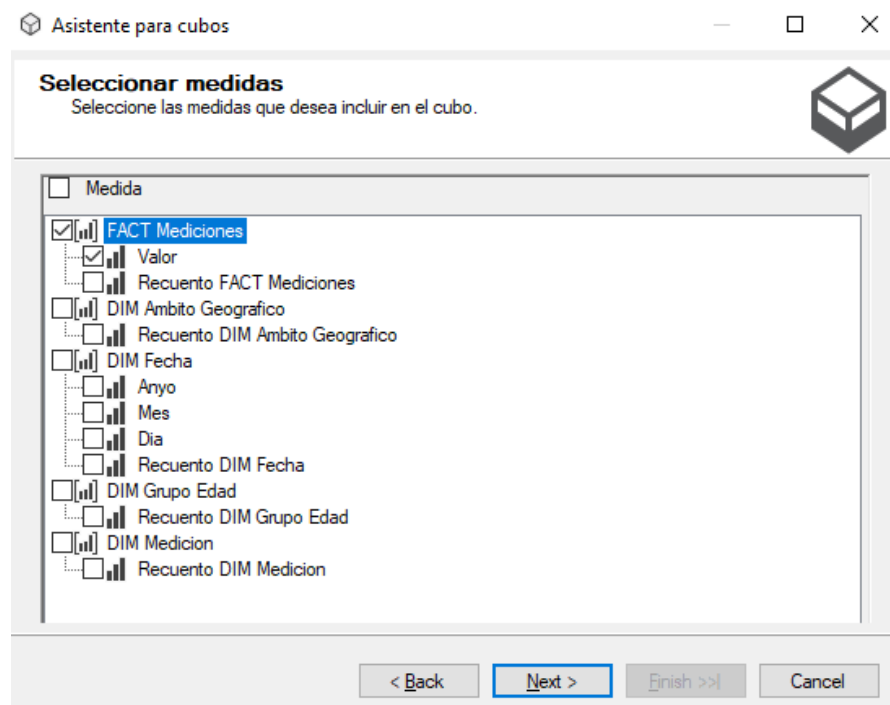 Asistente para cubos
Seleccionar medidas
Seleccione las medidas que desea incluir en el cubo.
Medida
FACT Mediciones
Valor
Recuento FACT Mediciones
DIM Ambito Geografico
Recuento DIM Ambito Geografico
DIM Fecha
Anyo
Mes
Dia
Recuento DIM Fecha
DIM Grupo Edad
Recuento DIM Grupo Edad
DIM Medicion
Recuento DIM Medicion
< Back Next > Finish >>| Cancel